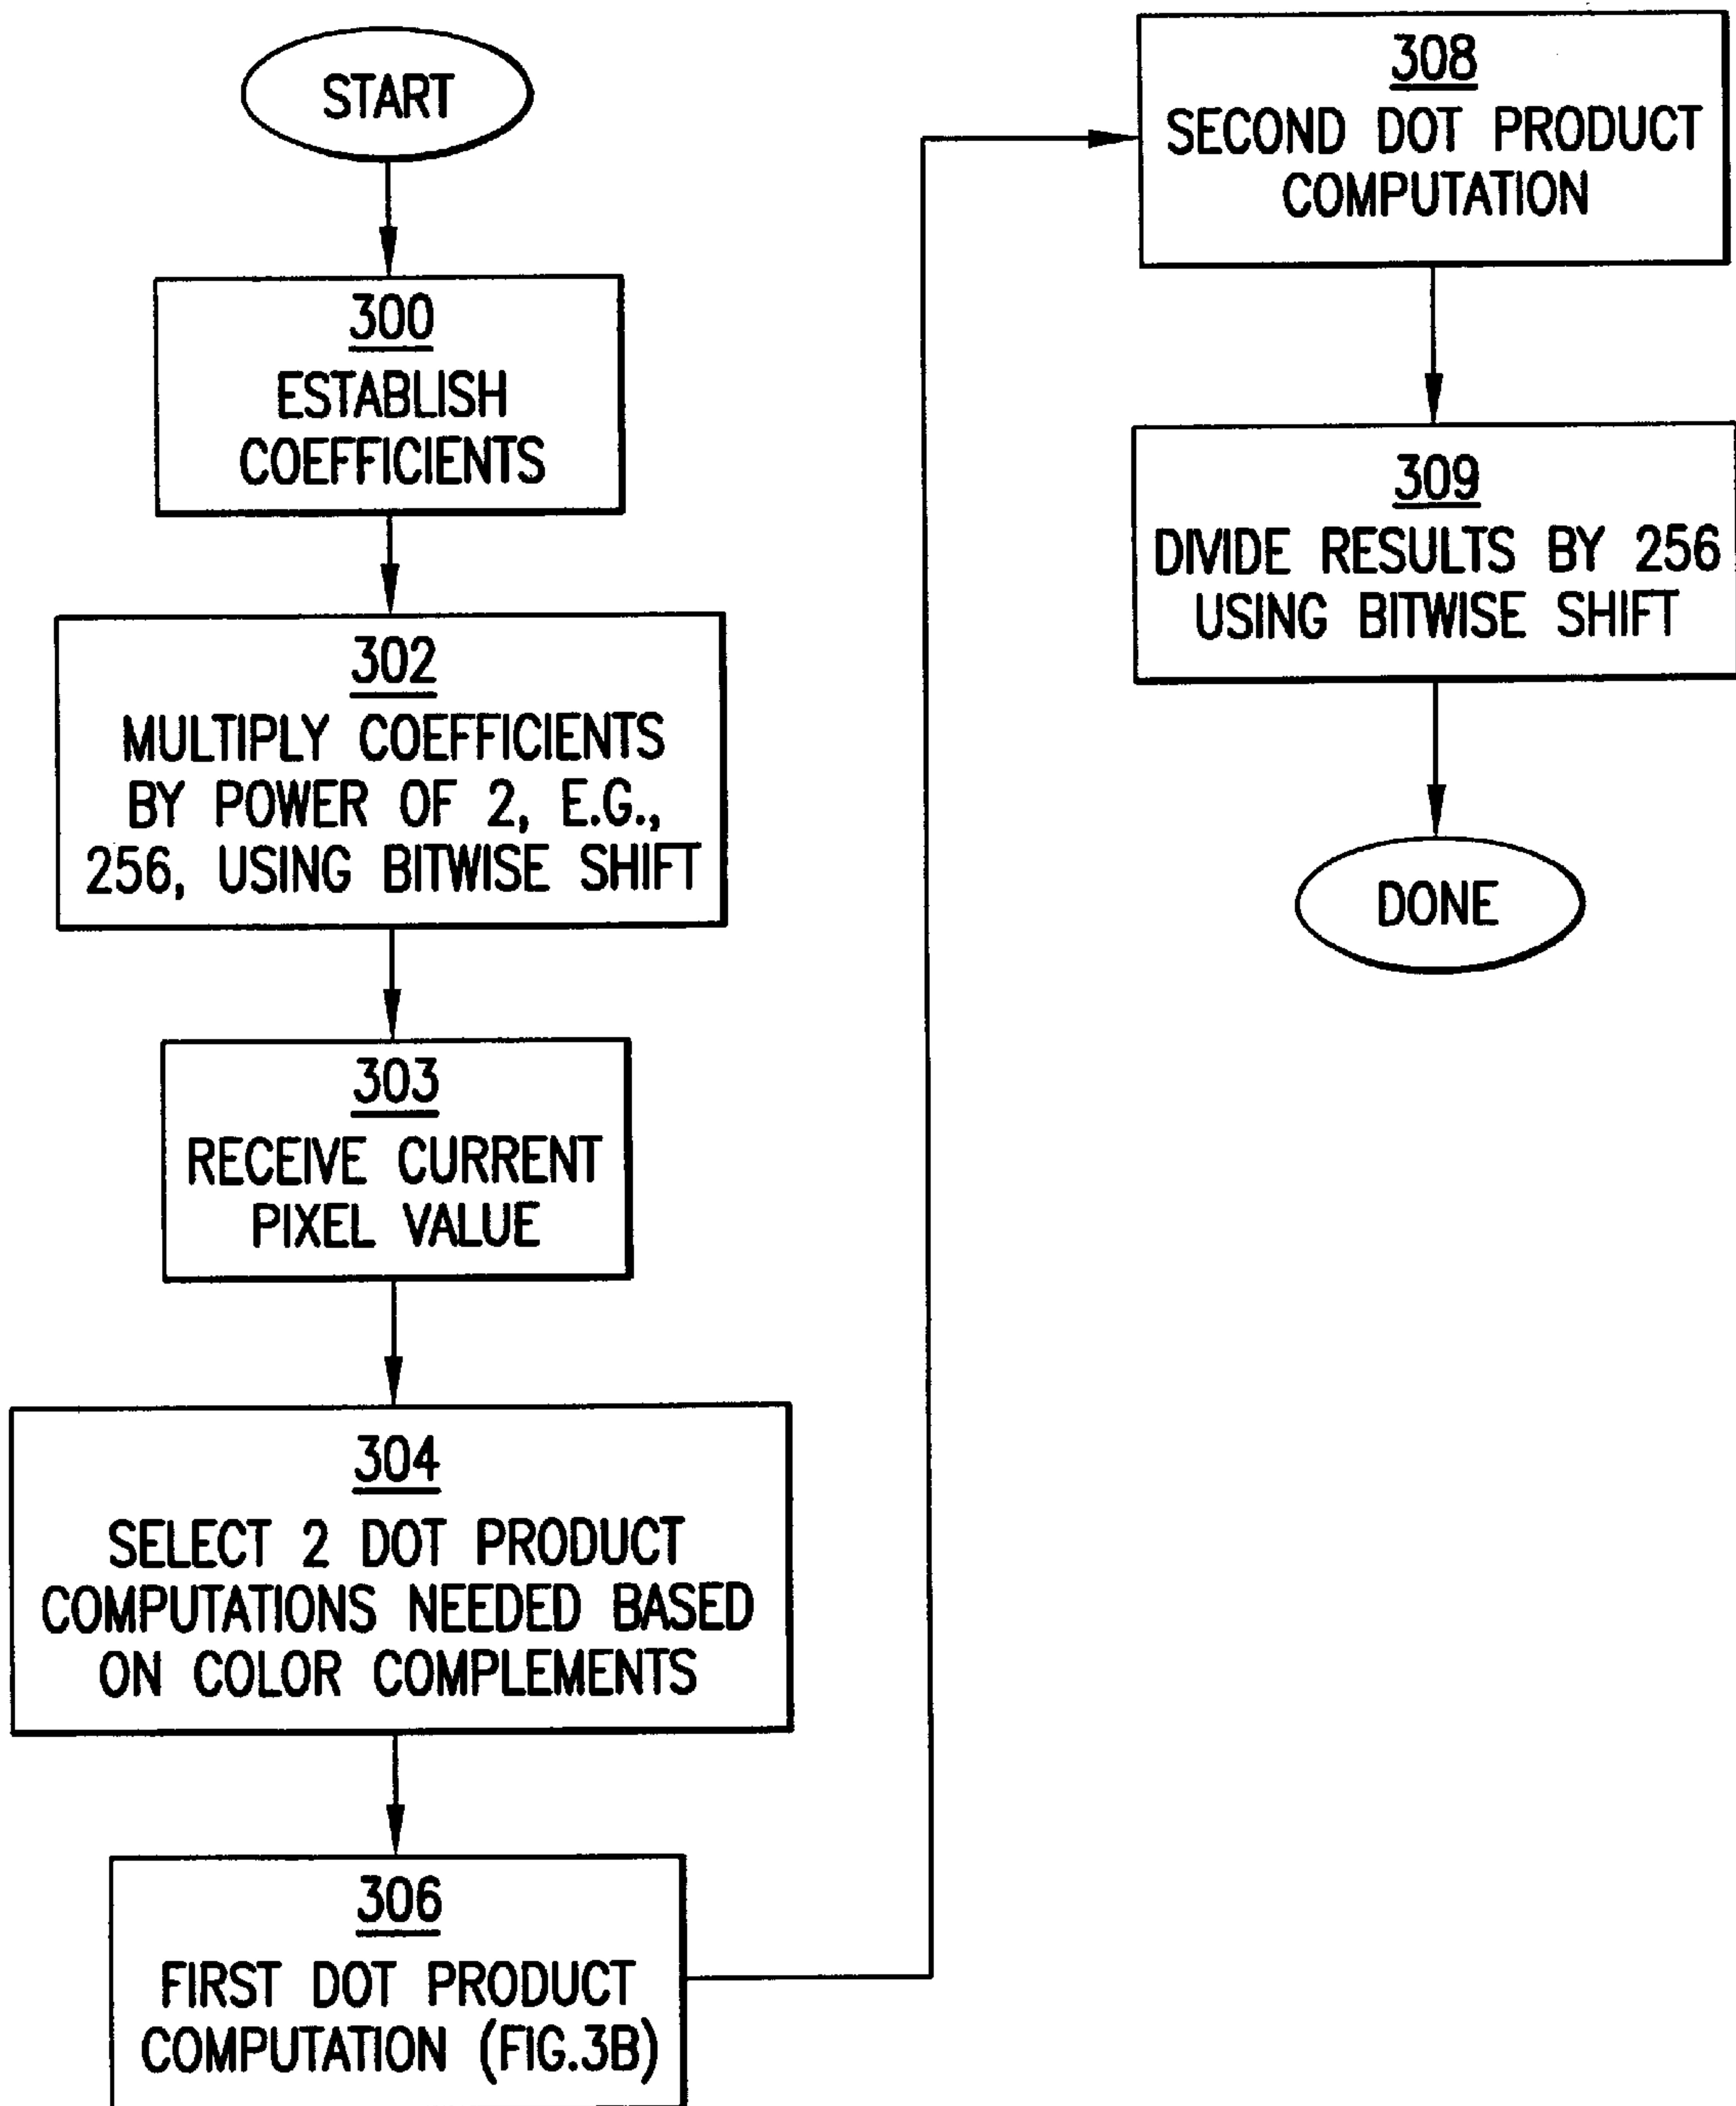 START
300
ESTABLISH
COEFFICIENTS
302
MULTIPLY COEFFICIENTS
BY POWER OF 2, E.G.,
256, USING BITWISE SHIFT
303
RECEIVE CURRENT
PIXEL VALUE
304
SELECT 2 DOT PRODUCT
COMPUTATIONS NEEDED BASED
ON COLOR COMPLEMENTS
306
FIRST DOT PRODUCT
COMPUTATION (FIG.3B)
308
SECOND DOT PRODUCT
COMPUTATION
309
DIVIDE RESULTS BY 256
USING BITWISE SHIFT
DONE